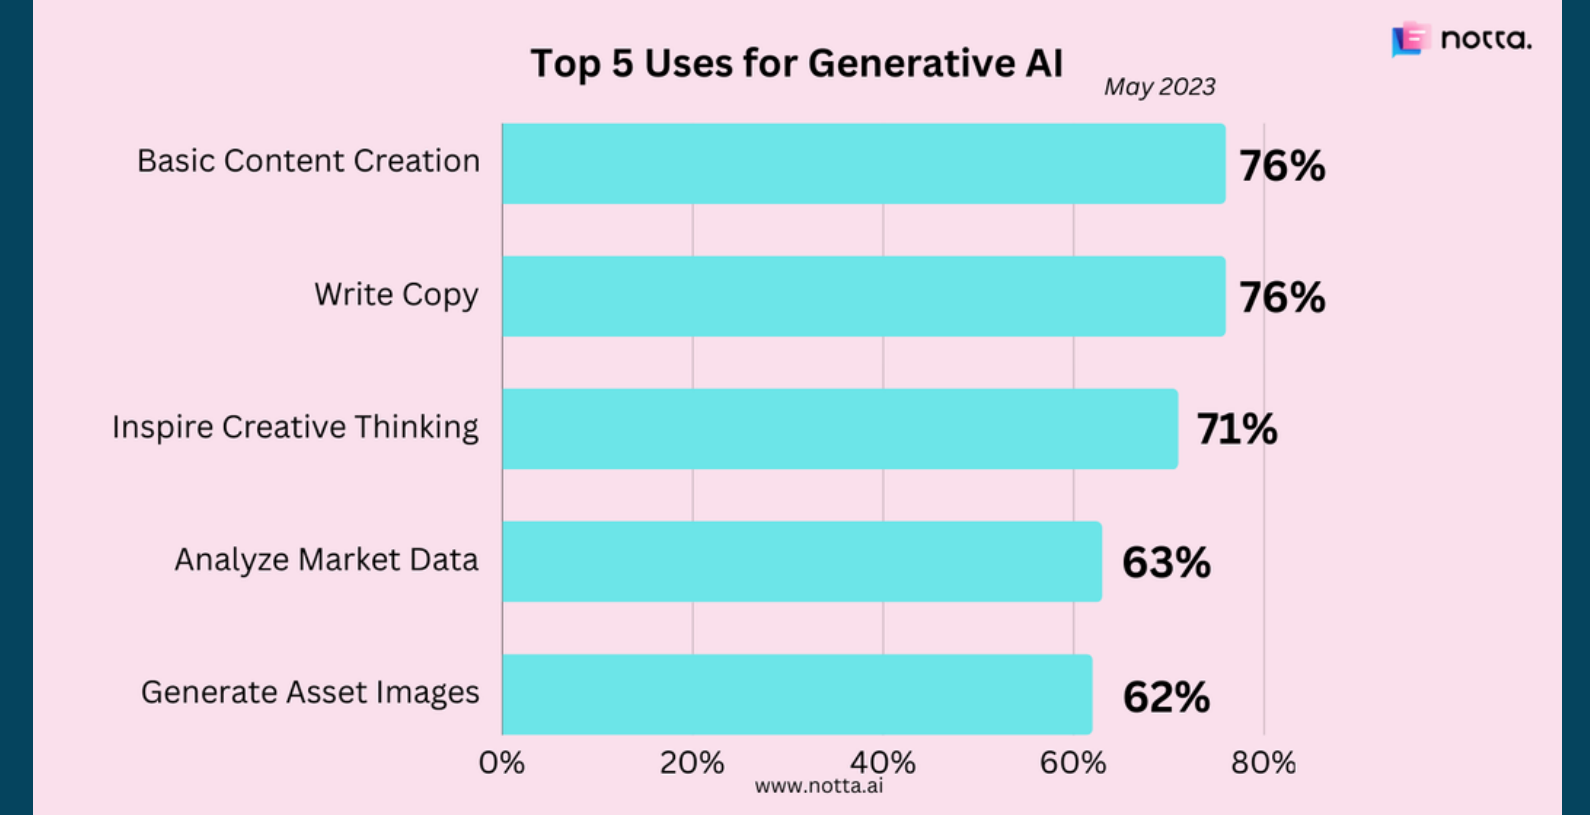 notta.
Top 5 Uses for Generative AI
May 2023
Basic Content Creation 76%
Write Copy 76%
Inspire Creative Thinking 71%
Analyze Market Data 63%
Generate Asset Images 62%
0% 20% 40% 60% 80%
www.notta.ai